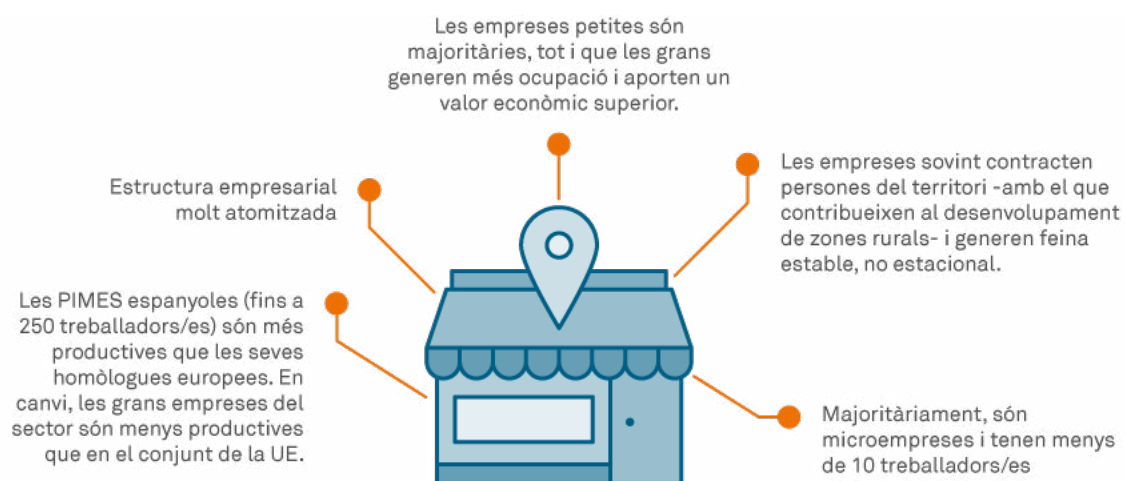 Les empreses petites són
majoritàries, tot i que les grans
generen més ocupació i aporten un
valor econòmic superior.
Estructura empresarial
molt atomitzada
Les empreses sovint contracten
persones del territori -amb el que
contribueixen al desenvolupament
de zones rurals- i generen feina
estable, no estacional.
Les PIMES espanyoles (fins a
250 treballadors/es) són més
productives que les seves
homòlogues europees. En
canvi, les grans empreses del
sector són menys productives
que en el conjunt de la UE.
Majoritàriament, són
microempreses i tenen menys
de 10 treballadors/es